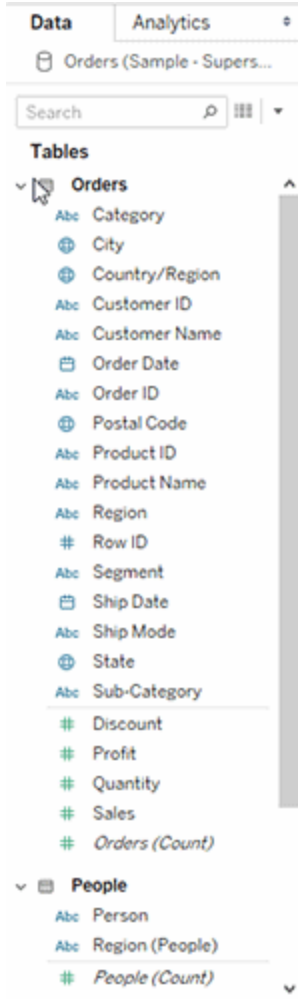 Data Analytics
Orders (Sample - Supers...
Search
Tables
Orders
Abc Category
City
Country/Region
Abc Customer ID
Abc Customer Name
Order Date
Abc Order ID
Postal Code
Abc Product ID
Abc Product Name
Abc Region
# Row ID
Abc Segment
Ship Date
Abc Ship Mode
State
Abc Sub-Category
# Discount
# Profit
# Quantity
# Sales
# Orders (Count)
People
Abc Person
Abc Region (People)
# People (Count)